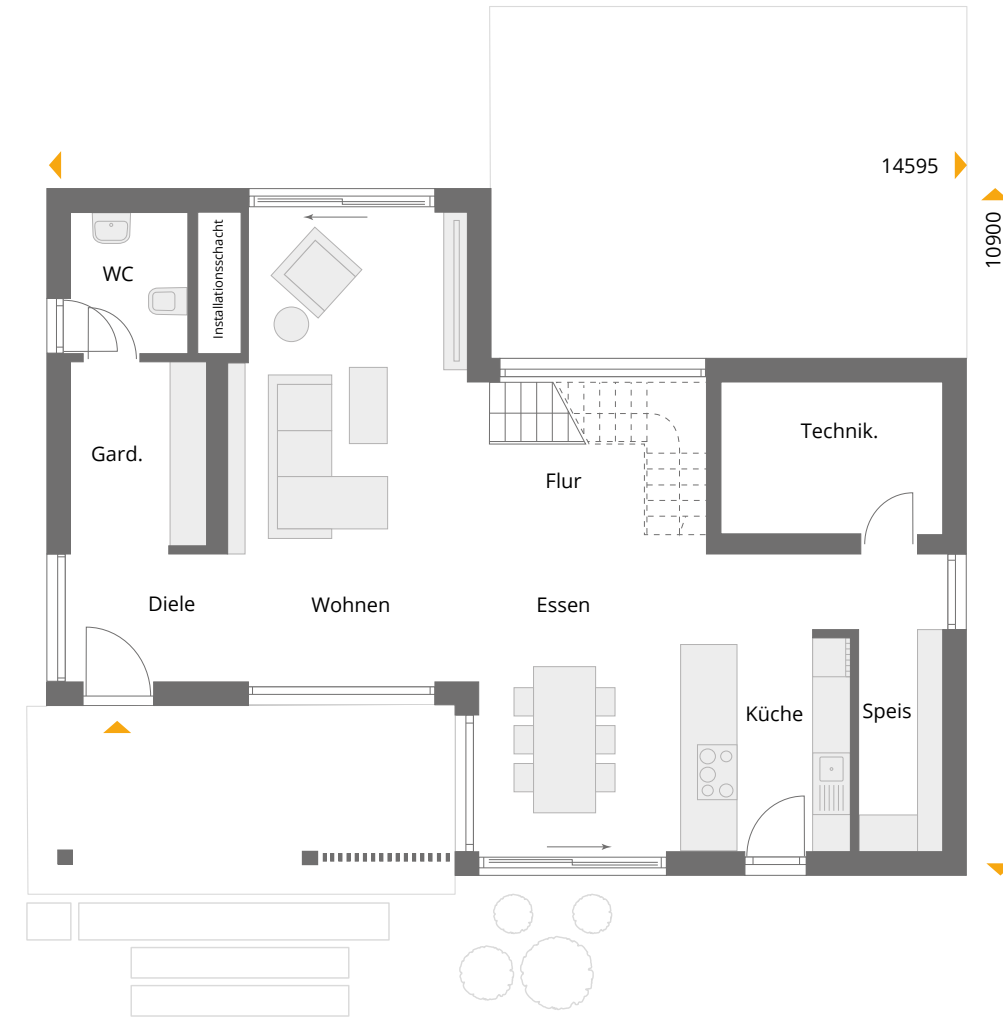 14595
10900
WC
Installationsschacht
Technik.
Gard.
Flur
Diele
Wohnen
Essen
Küche
Speis